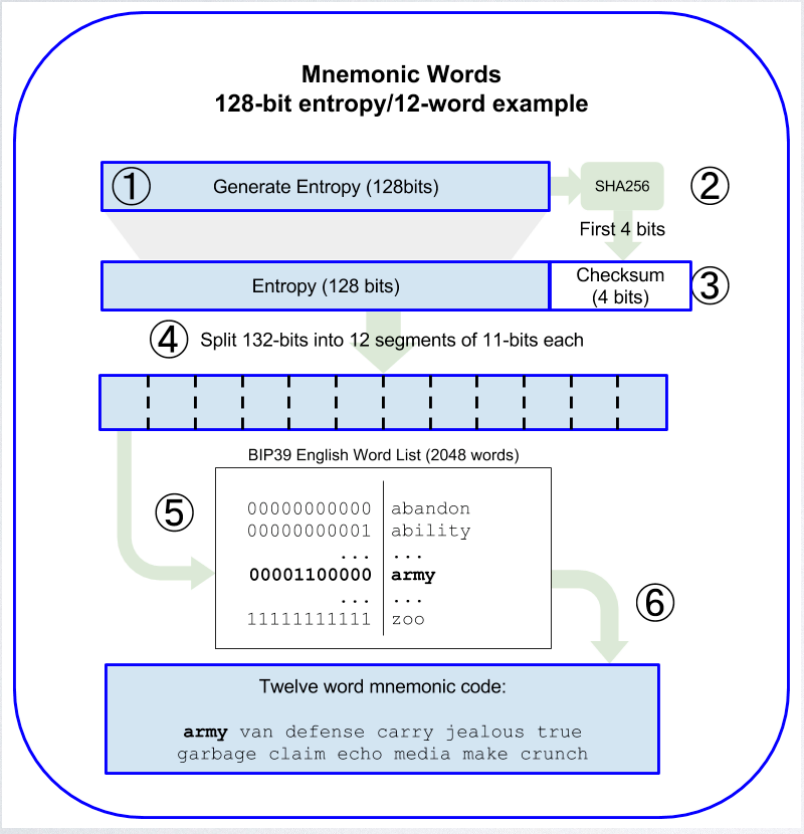 Mnemonic Words
128-bit entropy/12-word example
① Generate Entropy (128bits)
SHA256
②
First 4 bits
Entropy (128 bits)
Checksum
(4 bits)
③
④ Split 132-bits into 12 segments of 11-bits each
BIP39 English Word List (2048 words)
⑤
00000000000 abandon
00000000001 ability
... ...
00001100000 army
... ...
11111111111 zoo
⑥
Twelve word mnemonic code:
army van defense carry jealous true
garbage claim echo media make crunch